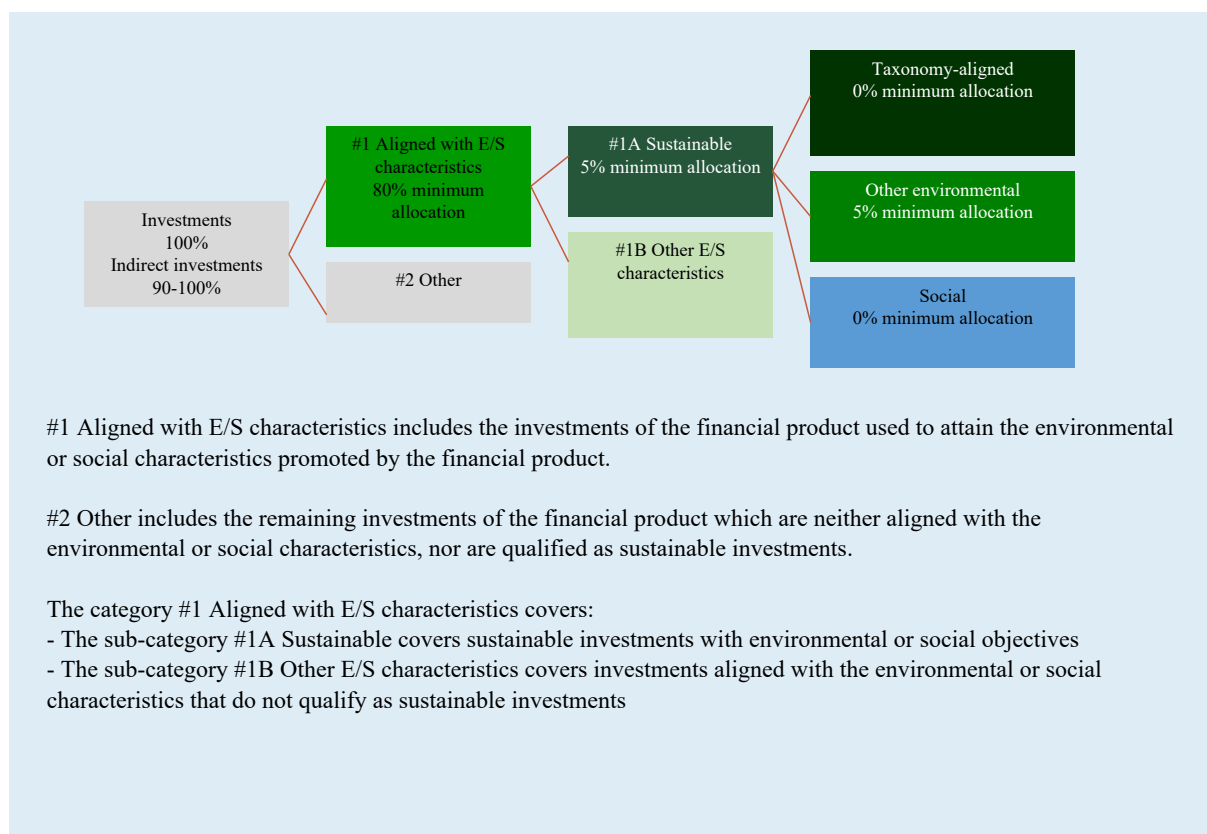 Investments
100%
Indirect investments
90-100%
#1 Aligned with E/S
characteristics
80% minimum
allocation
#2 Other
#1A Sustainable
5% minimum allocation
#1B Other E/S
characteristics
Taxonomy-aligned
0% minimum allocation
Other environmental
5% minimum allocation
Social
0% minimum allocation
#1 Aligned with E/S characteristics includes the investments of the financial product used to attain the environmental
or social characteristics promoted by the financial product.
#2 Other includes the remaining investments of the financial product which are neither aligned with the
environmental or social characteristics, nor are qualified as sustainable investments.
The category #1 Aligned with E/S characteristics covers:
- The sub-category #1A Sustainable covers sustainable investments with environmental or social objectives
- The sub-category #1B Other E/S characteristics covers investments aligned with the environmental or social
characteristics that do not qualify as sustainable investments